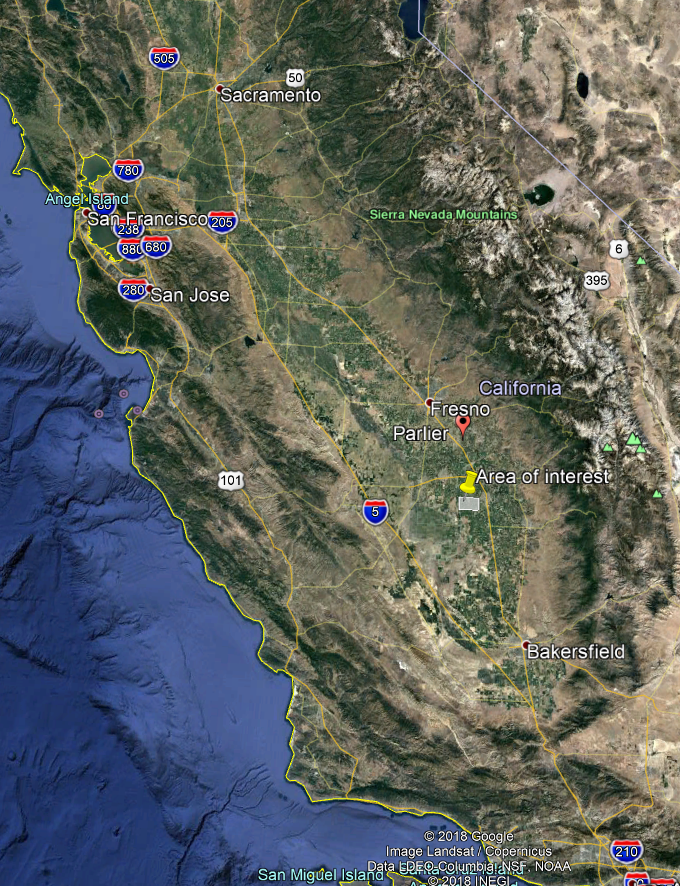 505
50
Sacramento
780
Angel Island
80
San Francisco
205
238
Sierra Nevada Mountains
880
680
6
395
280
San Jose
California
Fresno
Parlier
Area of interest
101
5
Bakersfield
© 2018 Google
Image Landsat / Copernicus
Data LDEO-Columbia, NSF, NOAA
210
San Miguel Island
© 2018 INEGI